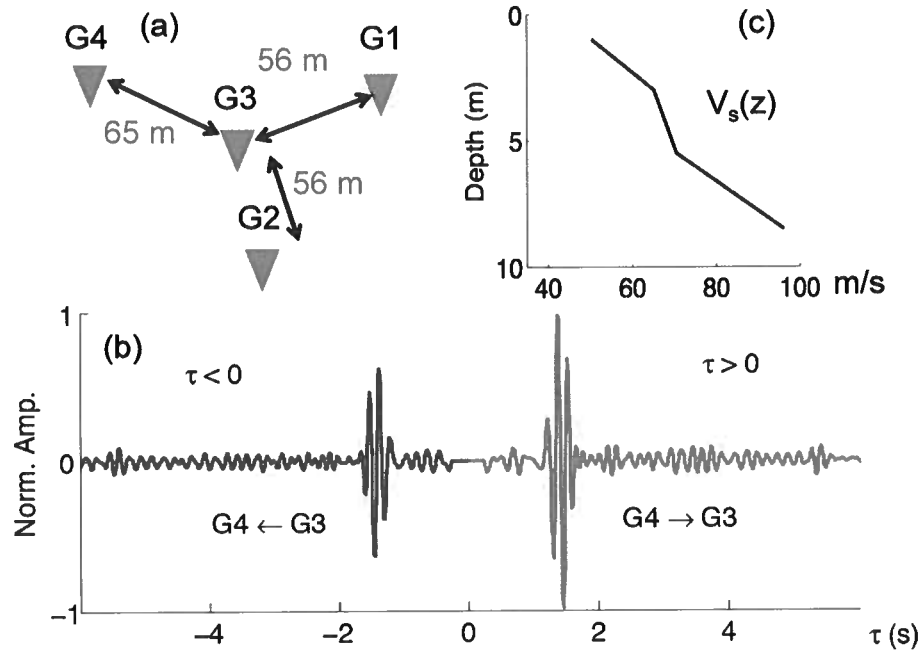 (a)
G4
G1
56 m
G3
65 m
56 m
G2
(c)
0
5
10
Depth (m)
Vs(z)
40
60
80
100
m/s
(b)
1
0
−1
Norm. Amp.
τ < 0
τ > 0
G4 ← G3
G4 → G3
−4
−2
0
2
4
τ (s)